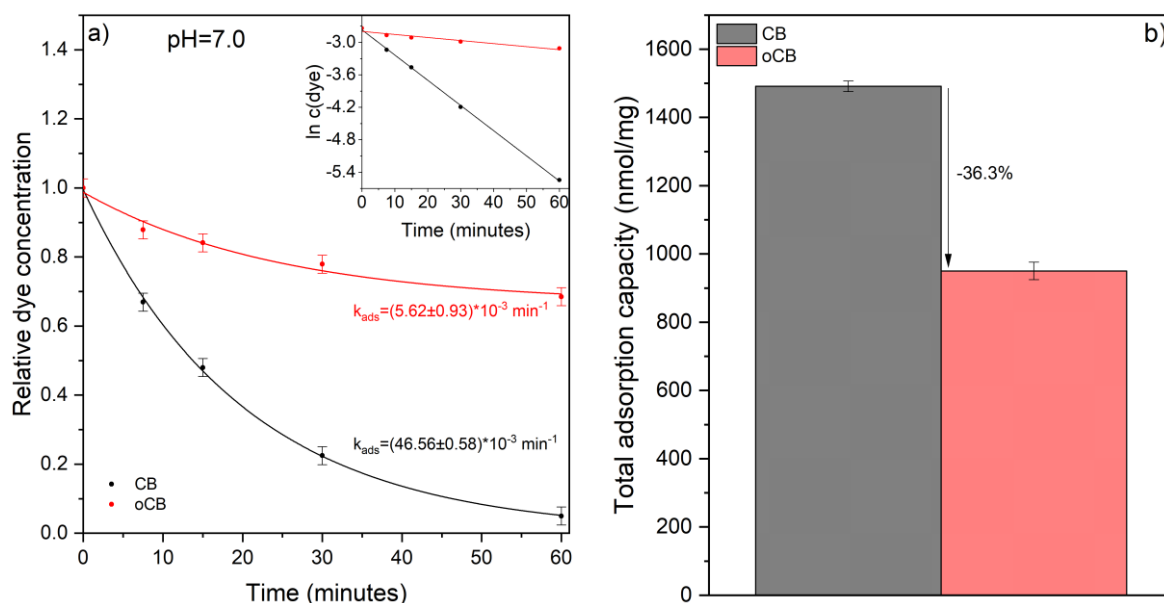 a)
pH=7.0
Relative dye concentration
1.4
1.2
1.0
0.8
0.6
0.4
0.2
0.0
0
10
20
30
40
50
60
Time (minutes)
ln c(dye)
-3.0
-3.6
-4.2
-4.8
-5.4
0 10 20 30 40 50 60
Time (minutes)
kads=(5.62±0.93)*10-3 min-1
kads=(46.56±0.58)*10-3 min-1
CB
oCB
b)
CB
oCB
Total adsorption capacity (nmol/mg)
1600
1400
1200
1000
800
600
400
200
0
-36.3%